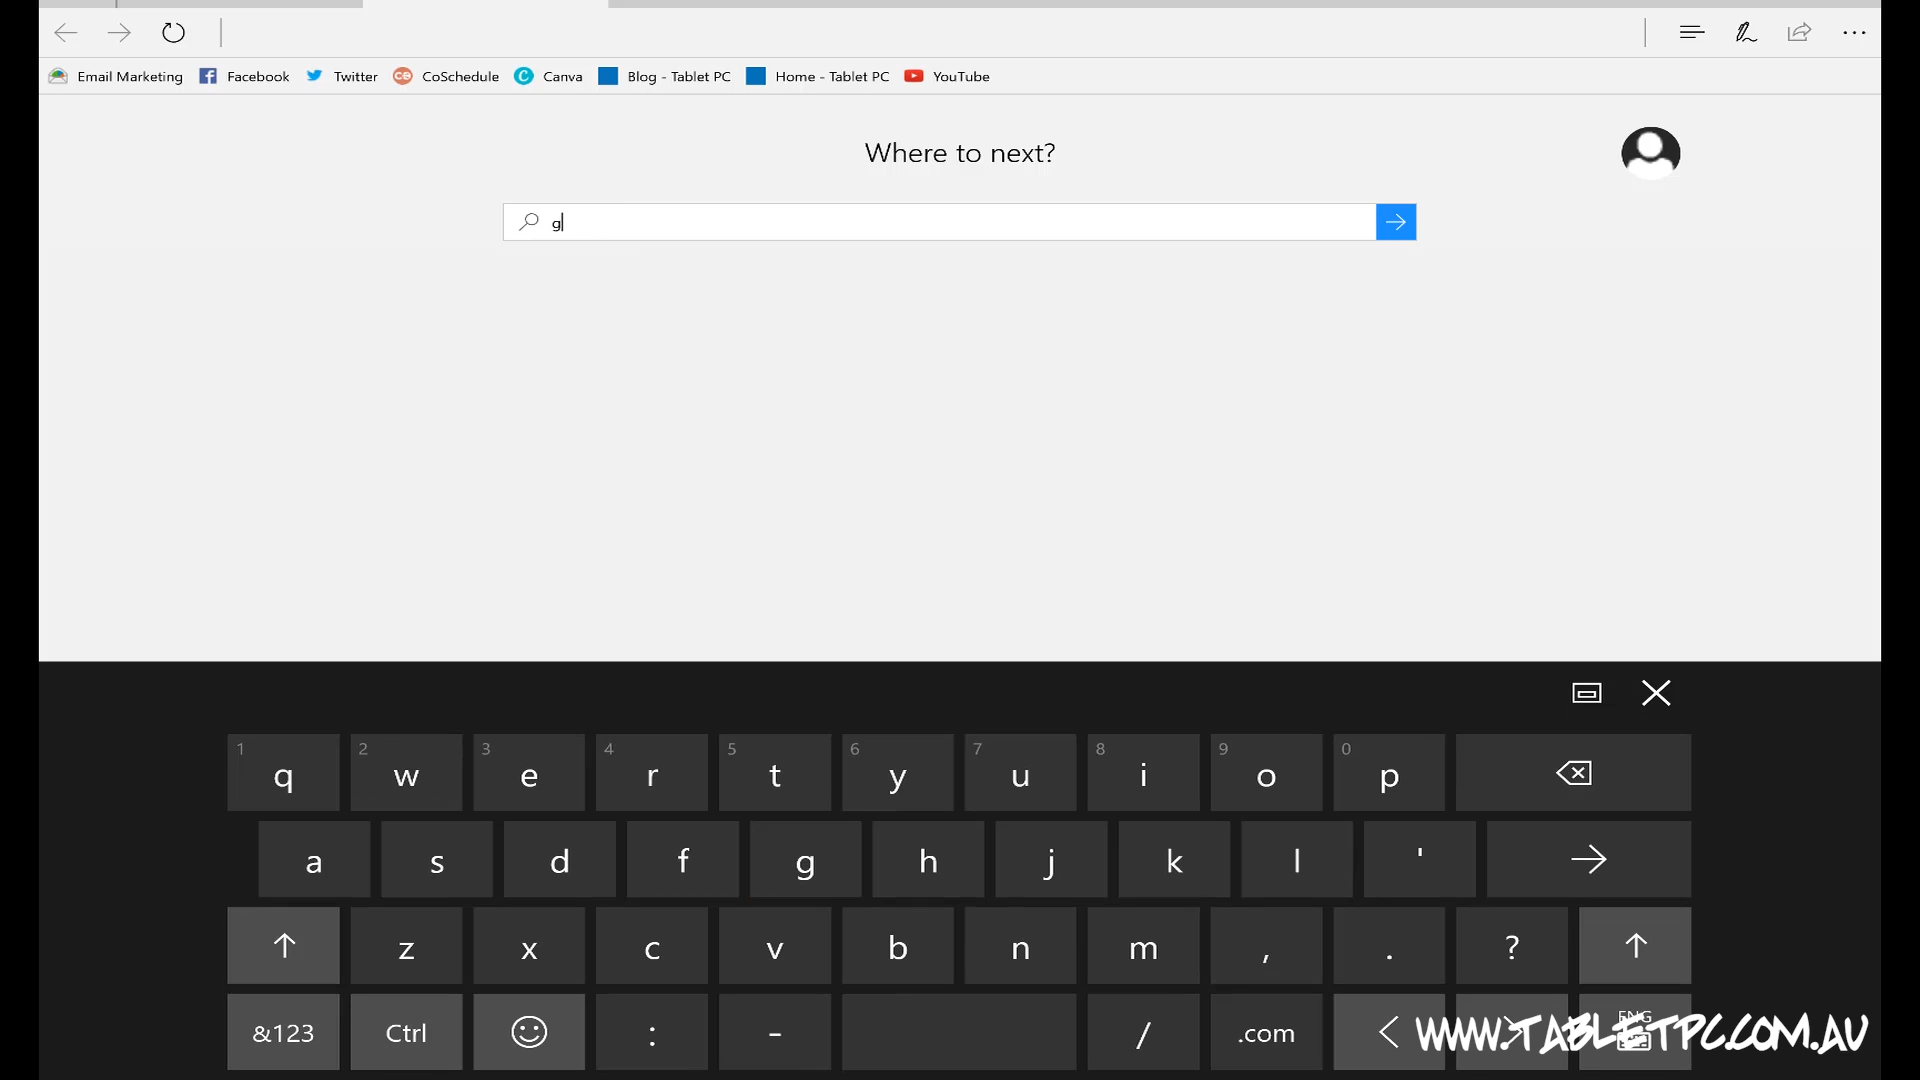 Email Marketing Facebook Twitter CoSchedule Canva Blog - Tablet PC Home - Tablet PC YouTube
Where to next?
g
1 2 3 4 5 6 7 8 9 0
q w e r t y u i o p
a s d f g h j k l '
z x c v b n m , . ?
&123 Ctrl : - / .com ENG
WWW.TABLETPC.COM.AU